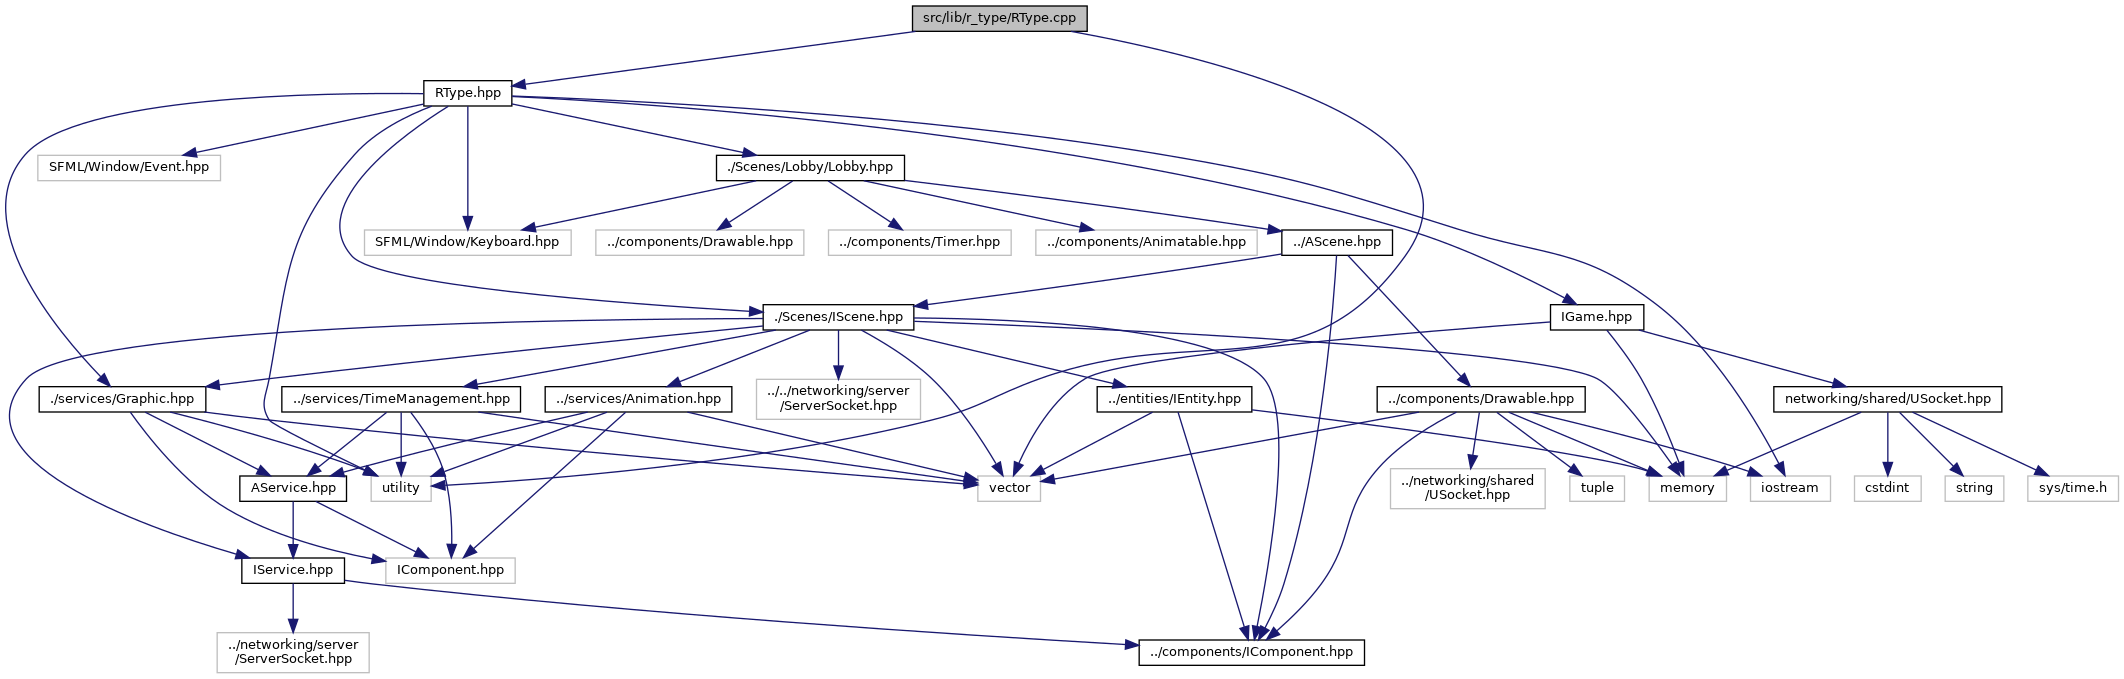 src/lib/r_type/RType.cpp
RType.hpp
SFML/Window/Event.hpp
./Scenes/Lobby/Lobby.hpp
SFML/Window/Keyboard.hpp
../components/Drawable.hpp
../components/Timer.hpp
../components/Animatable.hpp
../AScene.hpp
./Scenes/IScene.hpp
IGame.hpp
./services/Graphic.hpp
../services/TimeManagement.hpp
../services/Animation.hpp
../../networking/server
/ServerSocket.hpp
../entities/IEntity.hpp
../components/Drawable.hpp
networking/shared/USocket.hpp
AService.hpp
utility
vector
../networking/shared
/USocket.hpp
tuple
memory
iostream
cstdint
string
sys/time.h
IService.hpp
IComponent.hpp
../networking/server
/ServerSocket.hpp
../components/IComponent.hpp